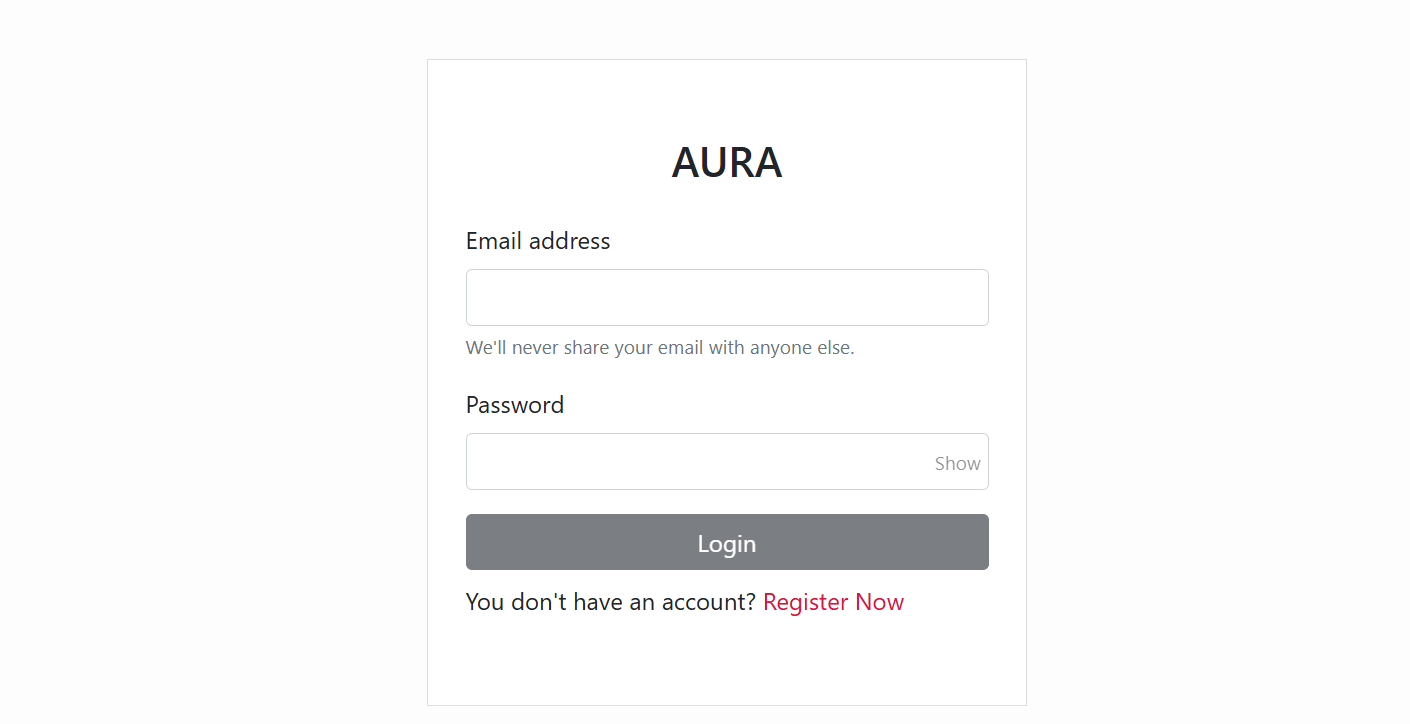 AURA
Email address
We'll never share your email with anyone else.
Password
Show
Login
You don't have an account? Register Now